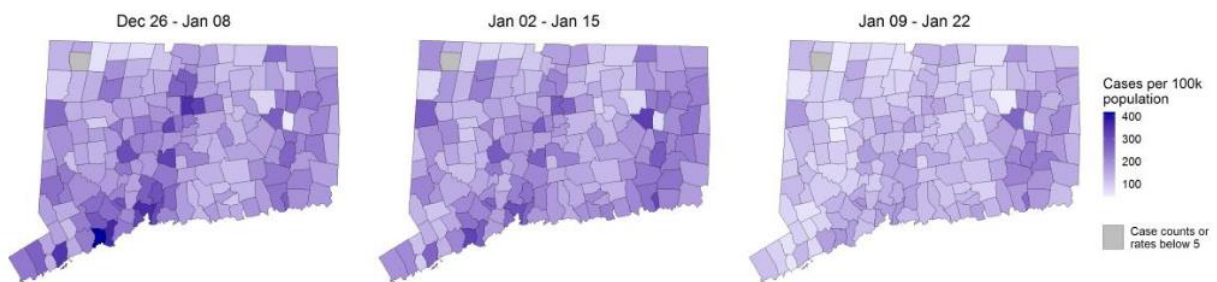 Dec 26 - Jan 08
Jan 02 - Jan 15
Jan 09 - Jan 22
Cases per 100k
population
400
300
200
100
Case counts or
rates below 5